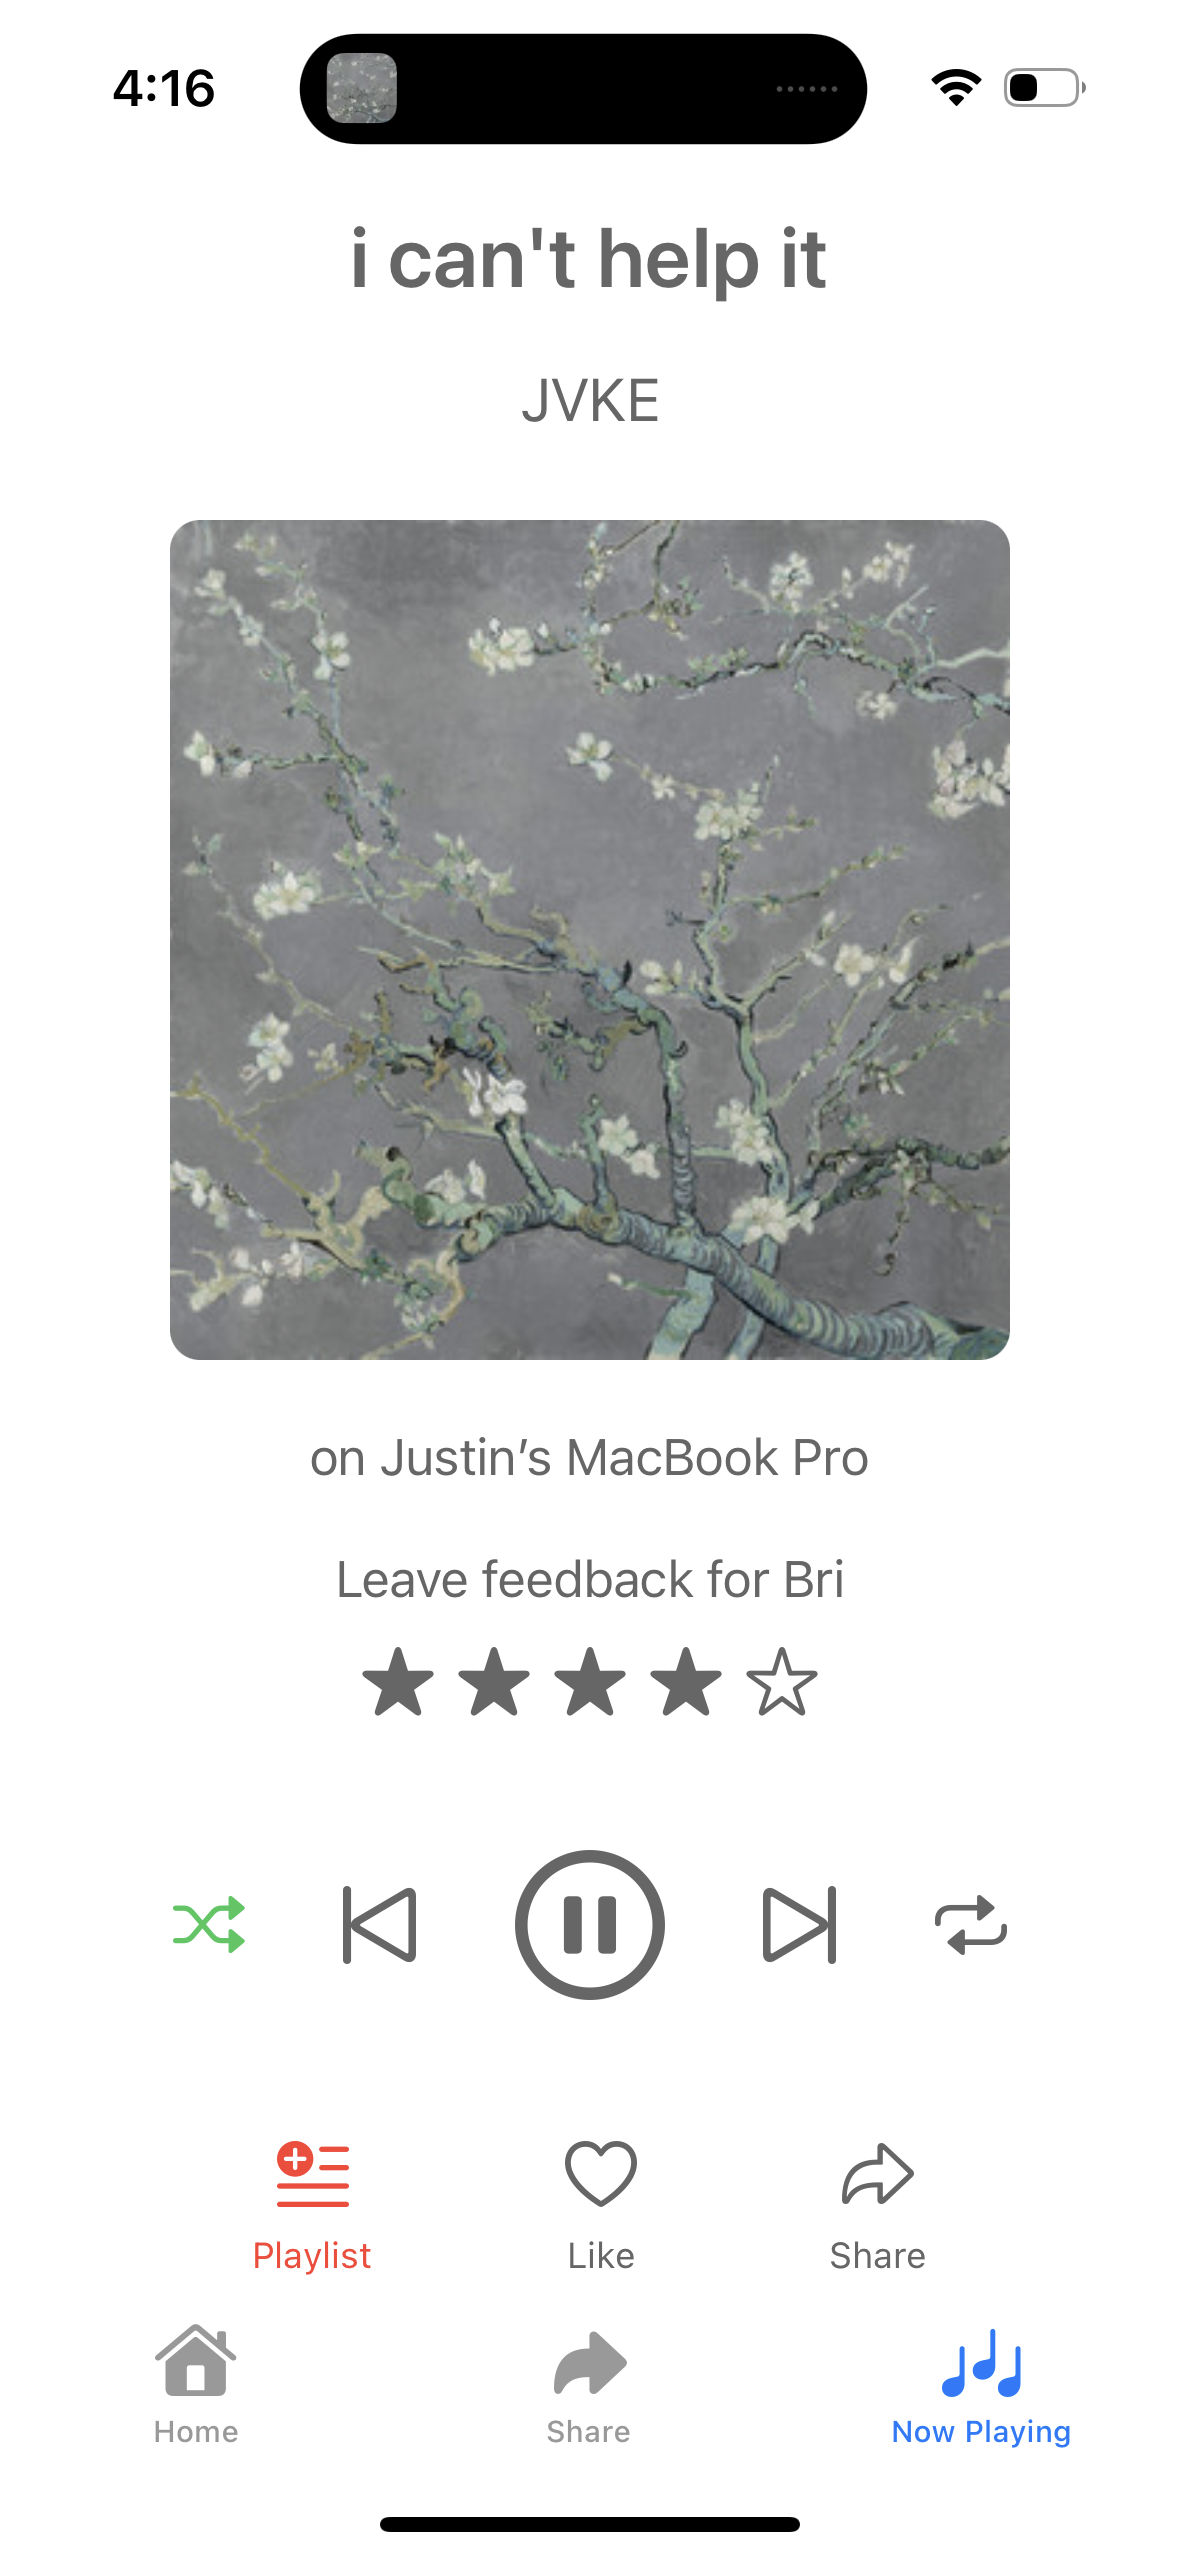 4:16
i can't help it
JVKE
on Justin’s MacBook Pro
Leave feedback for Bri
Playlist
Like
Share
Home
Share
Now Playing